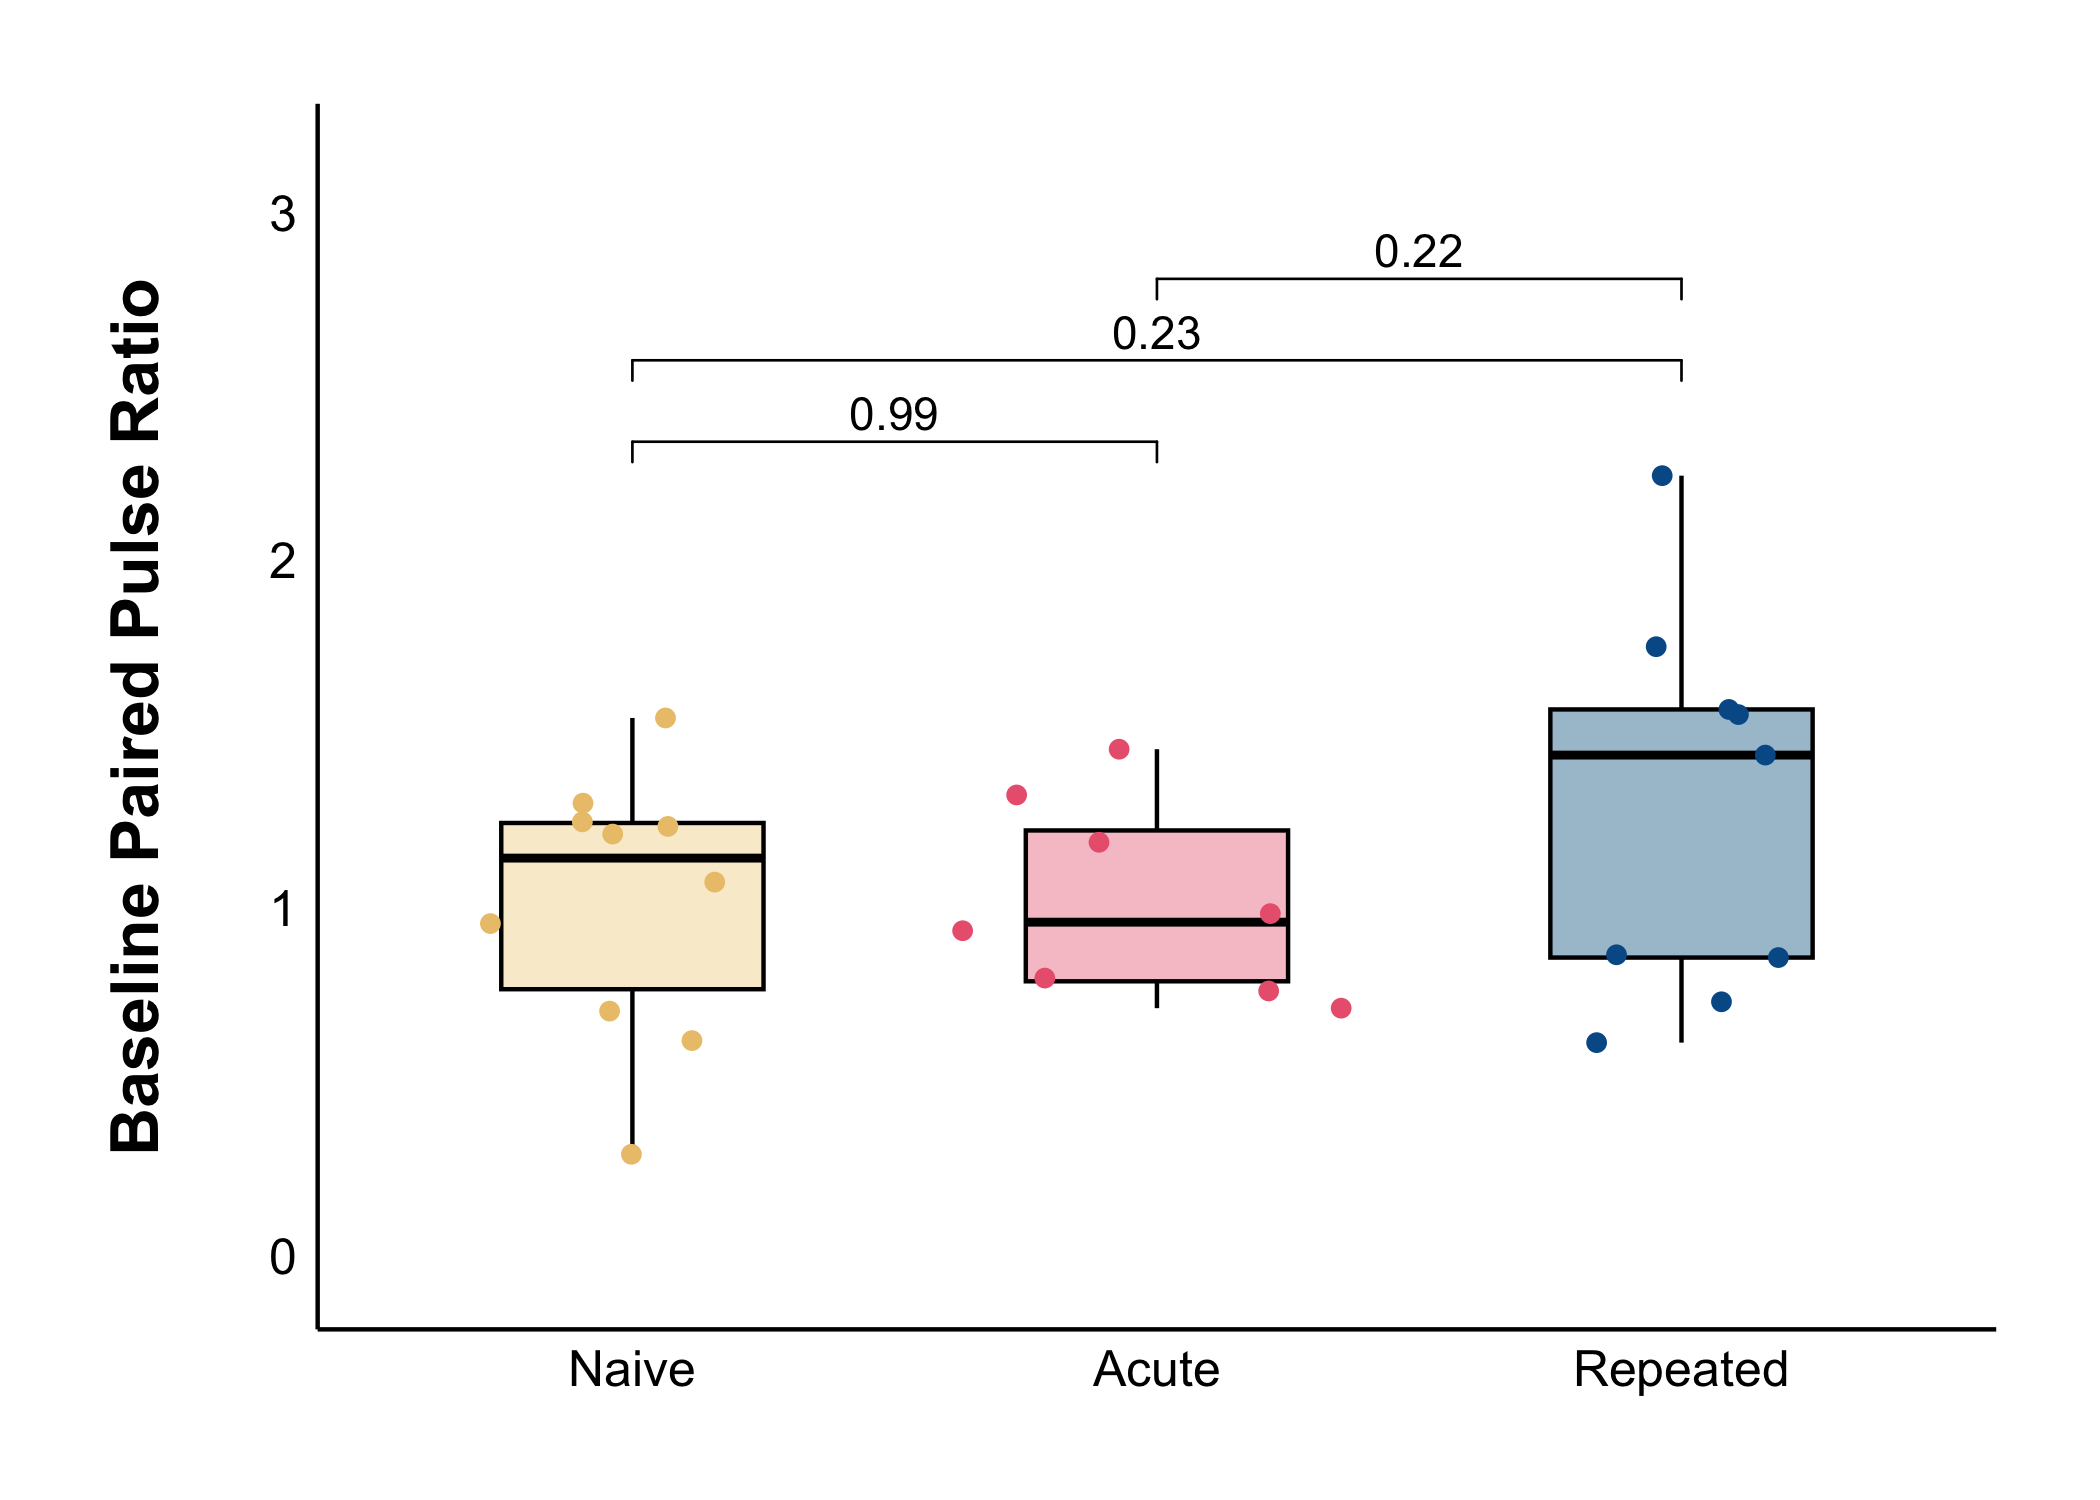 Baseline Paired Pulse Ratio
3
2
1
0
0.22
0.23
0.99
Naive
Acute
Repeated